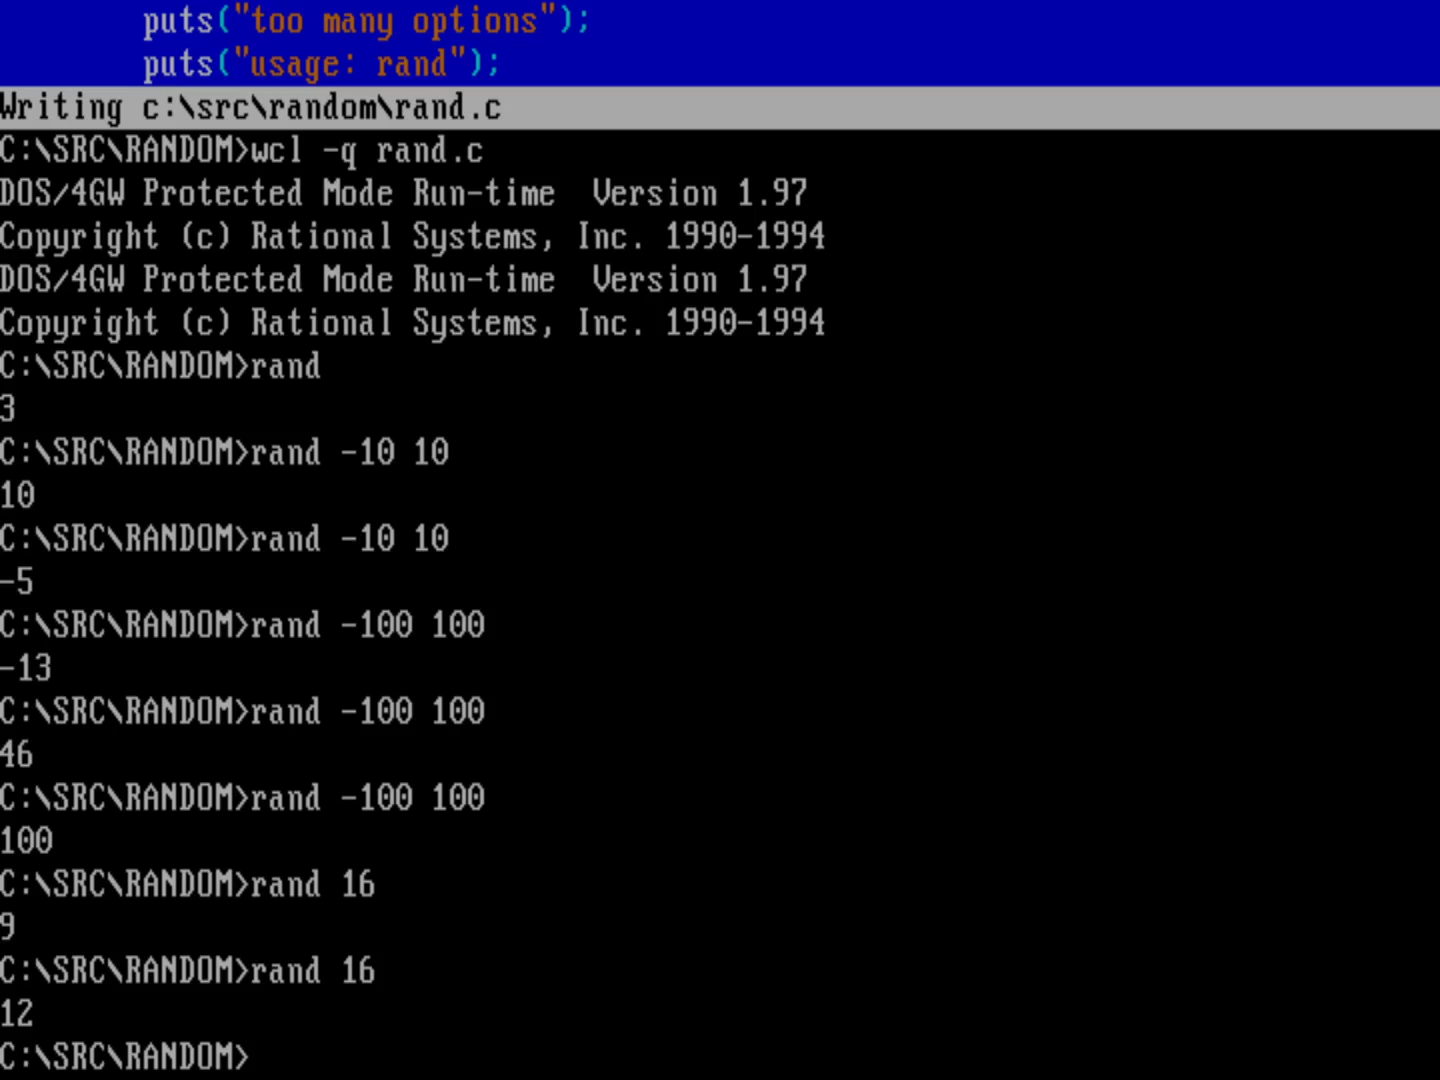 puts("too many options");
puts("usage: rand");
Writing c:\src\random\rand.c
C:\SRC\RANDOM>wcl -q rand.c
DOS/4GW Protected Mode Run-time  Version 1.97
Copyright (c) Rational Systems, Inc. 1990-1994
DOS/4GW Protected Mode Run-time  Version 1.97
Copyright (c) Rational Systems, Inc. 1990-1994
C:\SRC\RANDOM>rand
3
C:\SRC\RANDOM>rand -10 10
10
C:\SRC\RANDOM>rand -10 10
-5
C:\SRC\RANDOM>rand -100 100
-13
C:\SRC\RANDOM>rand -100 100
46
C:\SRC\RANDOM>rand -100 100
100
C:\SRC\RANDOM>rand 16
9
C:\SRC\RANDOM>rand 16
12
C:\SRC\RANDOM>